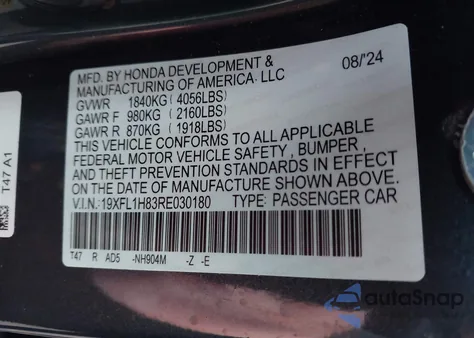 MFD. BY HONDA DEVELOPMENT &
MANUFACTURING OF AMERICA. LLC
08/'24
GVWR 1840KG (4056LBS)
GAWR F 980KG (2160LBS)
GAWR R 870KG (1918LBS)
THIS VEHICLE CONFORMS TO ALL APPLICABLE
FEDERAL MOTOR VEHICLE SAFETY, BUMPER,
AND THEFT PREVENTION STANDARDS IN EFFECT
ON THE DATE OF MANUFACTURE SHOWN ABOVE.
V.I.N.:19XFL1H83RE030180 TYPE: PASSENGER CAR
T47 R AD5 -NH904M -Z -E
T47 A1
autoSnap